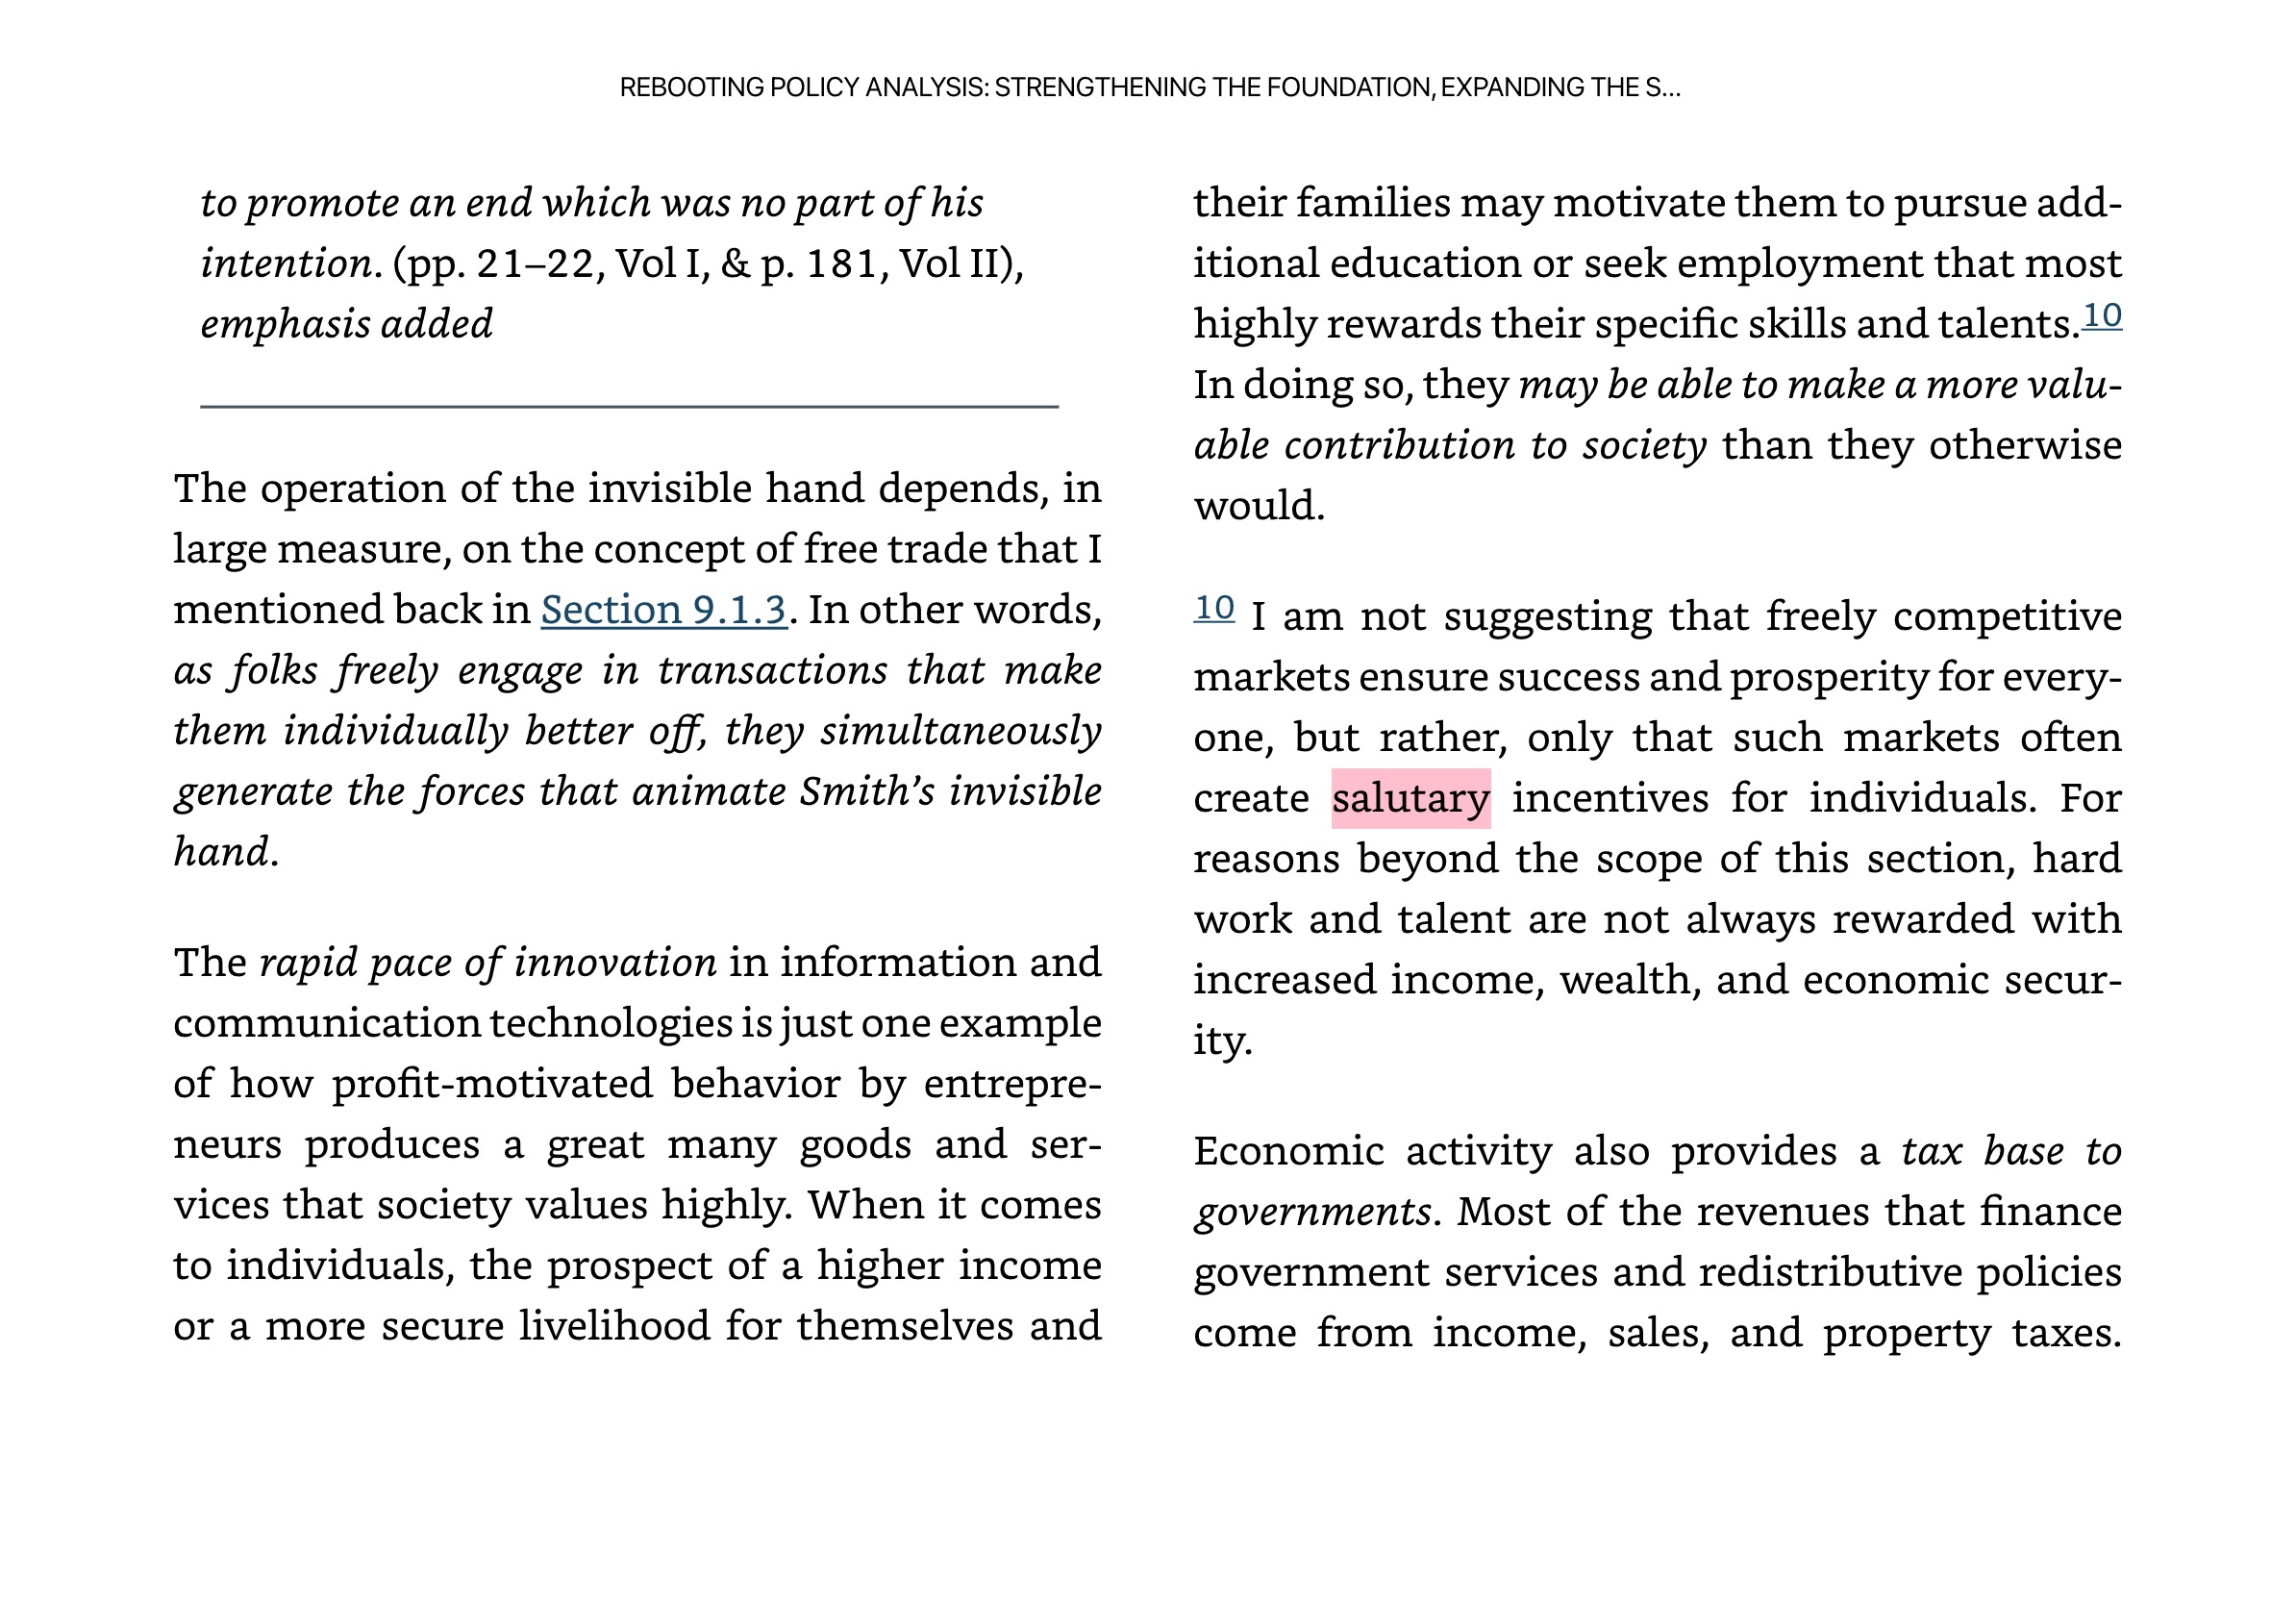 REBOOTING POLICY ANALYSIS: STRENGTHENING THE FOUNDATION, EXPANDING THE S...
to promote an end which was no part of his
intention. (pp. 21–22, Vol I, & p. 181, Vol II),
emphasis added
The operation of the invisible hand depends, in
large measure, on the concept of free trade that I
mentioned back in Section 9.1.3. In other words,
as folks freely engage in transactions that make
them individually better off, they simultaneously
generate the forces that animate Smith’s invisible
hand.
The rapid pace of innovation in information and
communication technologies is just one example
of how profit-motivated behavior by entrepre-
neurs produces a great many goods and ser-
vices that society values highly. When it comes
to individuals, the prospect of a higher income
or a more secure livelihood for themselves and
their families may motivate them to pursue add-
itional education or seek employment that most
highly rewards their specific skills and talents.10
In doing so, they may be able to make a more valu-
able contribution to society than they otherwise
would.
10 I am not suggesting that freely competitive
markets ensure success and prosperity for every-
one, but rather, only that such markets often
create salutary incentives for individuals. For
reasons beyond the scope of this section, hard
work and talent are not always rewarded with
increased income, wealth, and economic secur-
ity.
Economic activity also provides a tax base to
governments. Most of the revenues that finance
government services and redistributive policies
come from income, sales, and property taxes.